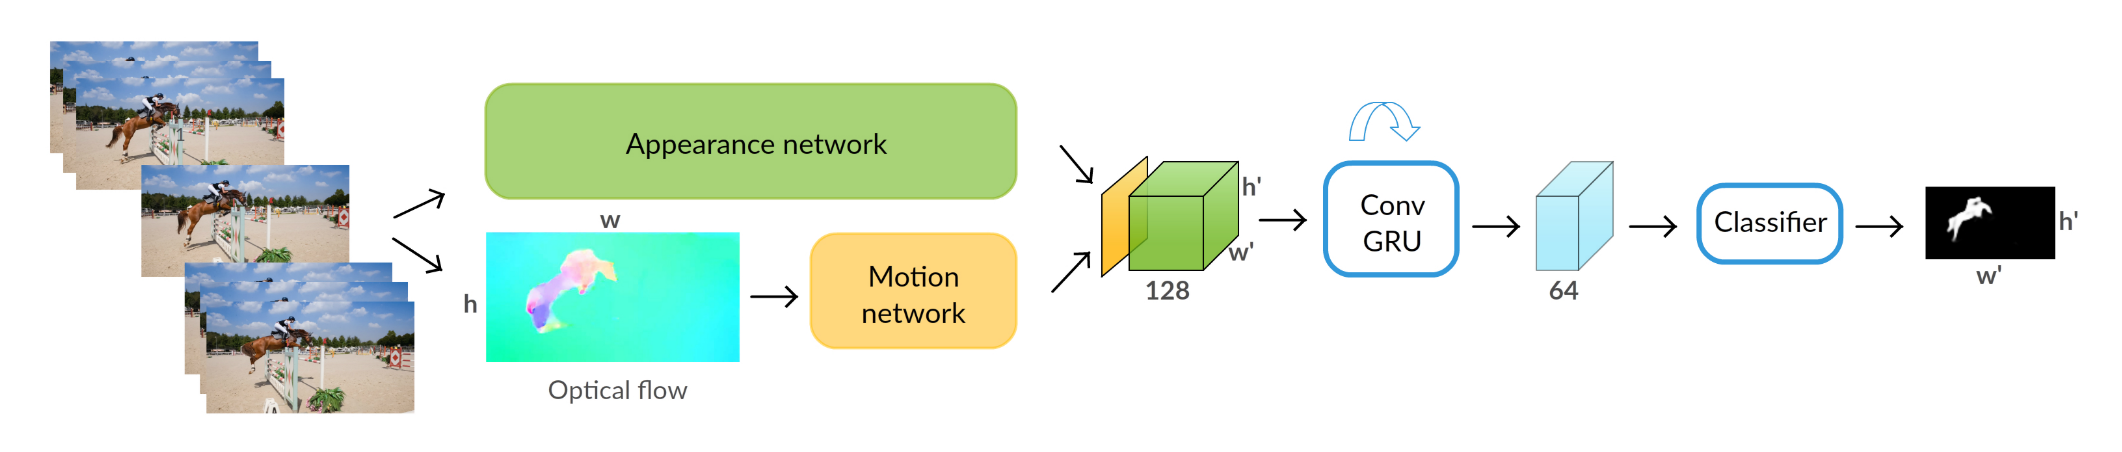 Appearance network
w
h
Optical flow
Motion
network
h'
w'
128
Conv
GRU
64
Classifier
h'
w'